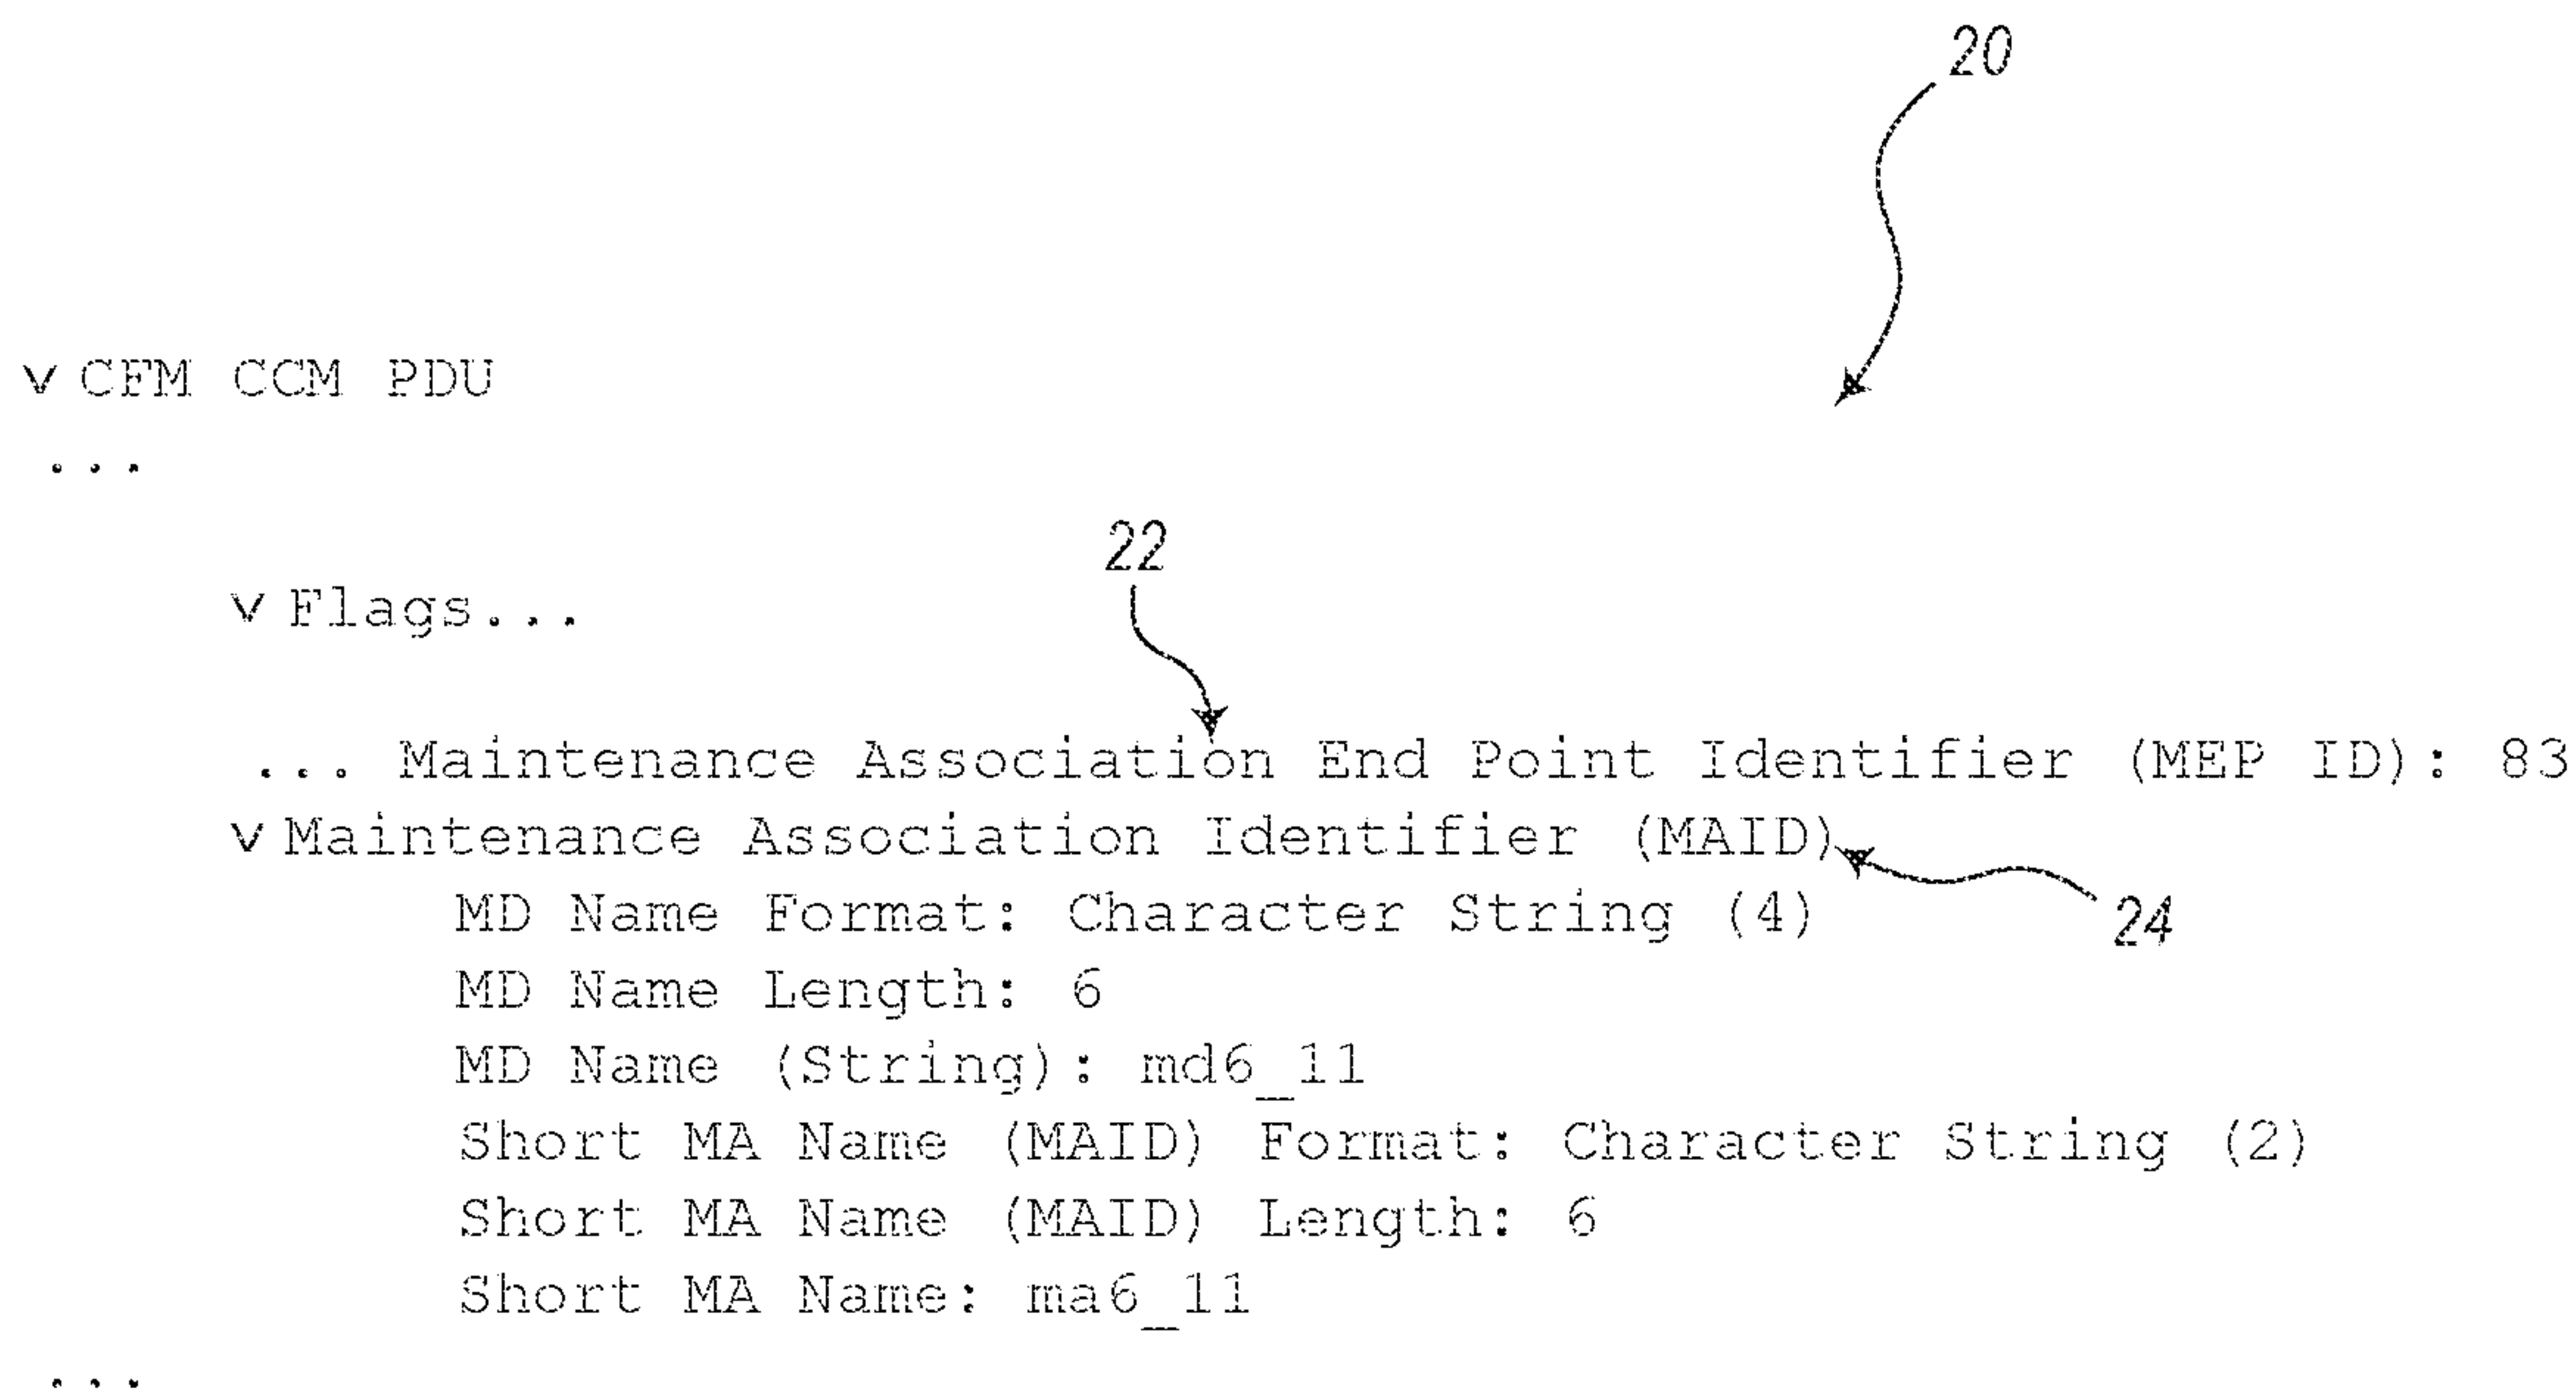 20
v CFM CCM PDU
...
22
v Flags...
... Maintenance Association End Point Identifier (MEP ID): 83
v Maintenance Association Identifier (MAID)
MD Name Format: Character String (4)
24
MD Name Length: 6
MD Name (String): md6_11
Short MA Name (MAID) Format: Character String (2)
Short MA Name (MAID) Length: 6
Short MA Name: ma6_11
...